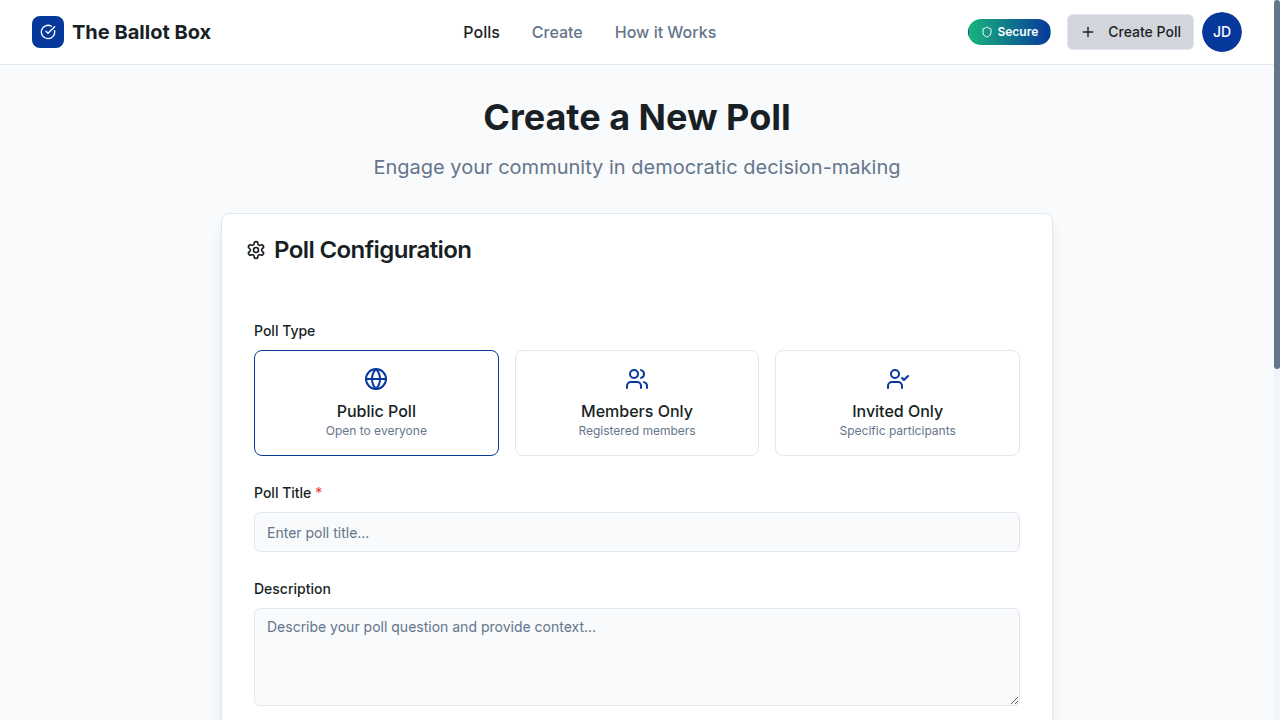 The Ballot Box
Polls
Create
How it Works
Secure
Create Poll
JD
Create a New Poll
Engage your community in democratic decision-making
Poll Configuration
Poll Type
Public Poll
Open to everyone
Members Only
Registered members
Invited Only
Specific participants
Poll Title *
Enter poll title...
Description
Describe your poll question and provide context...